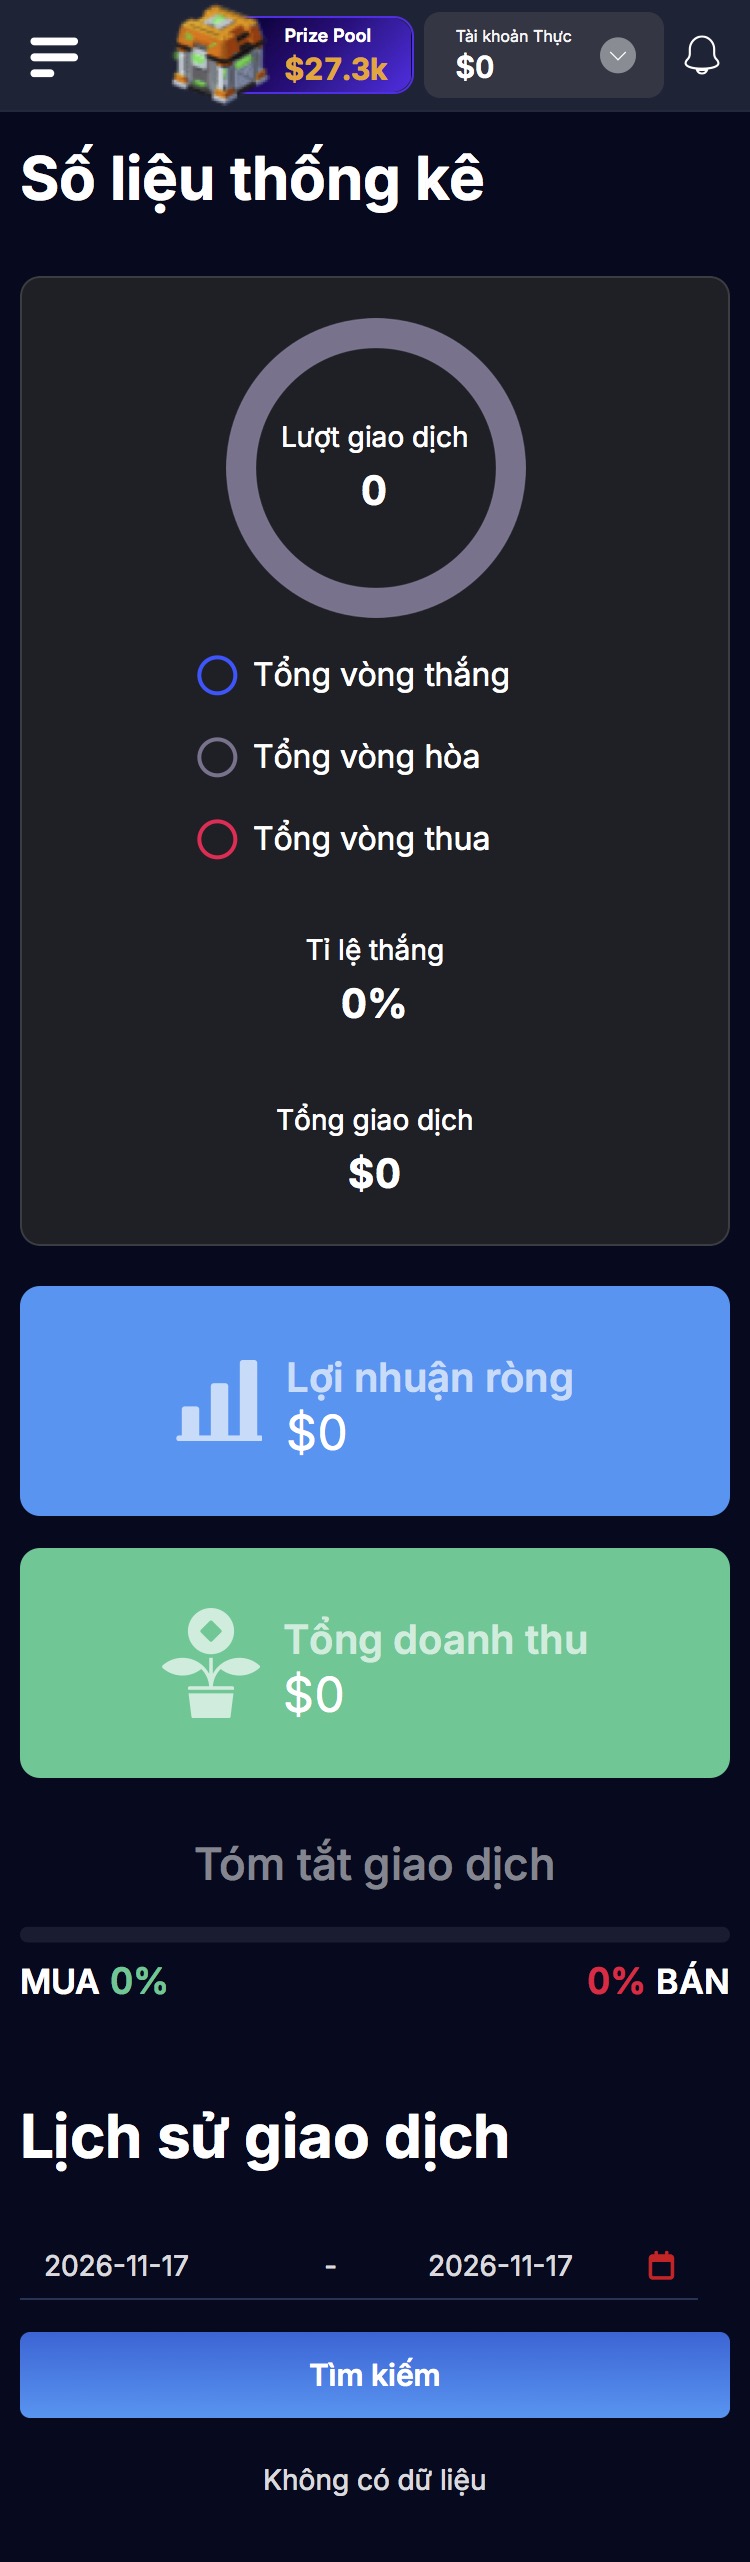 Prize Pool
$27.3k
Tài khoản Thực
$0
Số liệu thống kê
Lượt giao dịch
0
Tổng vòng thắng
Tổng vòng hòa
Tổng vòng thua
Tỉ lệ thắng
0%
Tổng giao dịch
$0
Lợi nhuận ròng
$0
Tổng doanh thu
$0
Tóm tắt giao dịch
MUA 0% 0% BÁN
Lịch sử giao dịch
2026-11-17 - 2026-11-17
Tìm kiếm
Không có dữ liệu